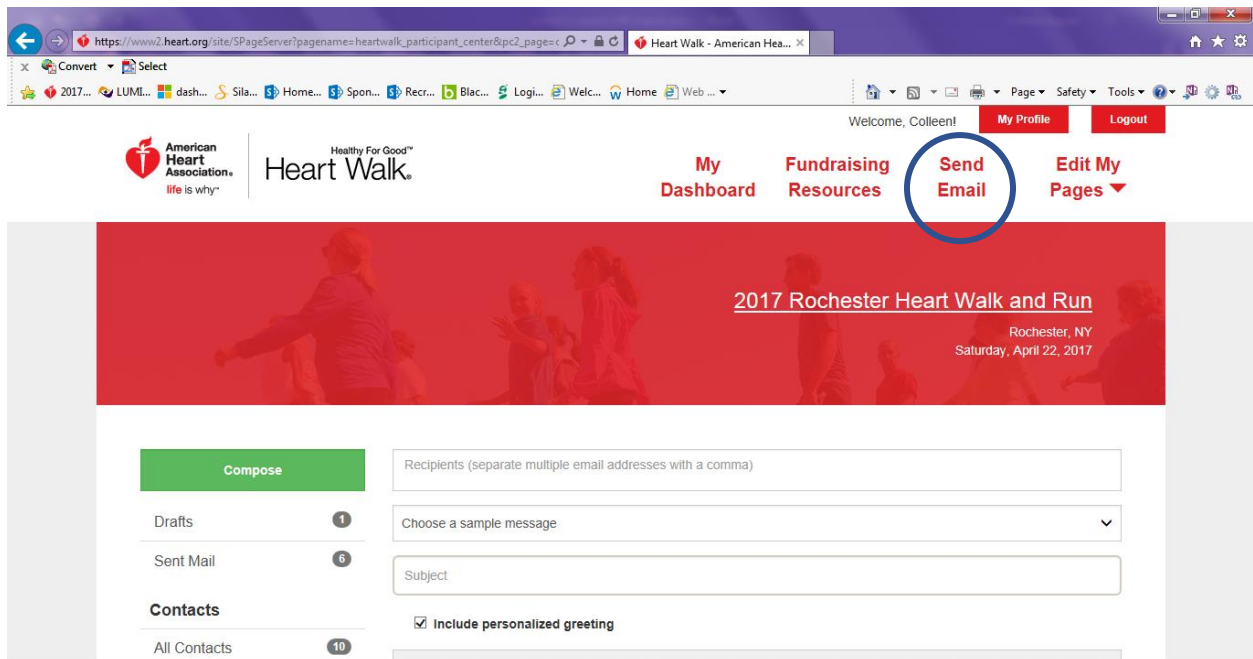 https://www2.heart.org/site/SPageServer?pagename=heartwalk_participant_center&pc2_page=c
Heart Walk - American Hea...
x Convert Select
2017... LUMI... dash... Sila... Home... Spon... Recr... Blac... Logi... Welc... Home Web ... Page Safety Tools
Welcome, Colleen! My Profile Logout
American
Heart
Association®
life is why™
Healthy For Good™
Heart Walk®
My
Dashboard
Fundraising
Resources
Send
Email
Edit My
Pages
2017 Rochester Heart Walk and Run
Rochester, NY
Saturday, April 22, 2017
Compose
Drafts 1
Sent Mail 6
Contacts
All Contacts 10
Recipients (separate multiple email addresses with a comma)
Choose a sample message
Subject
Include personalized greeting